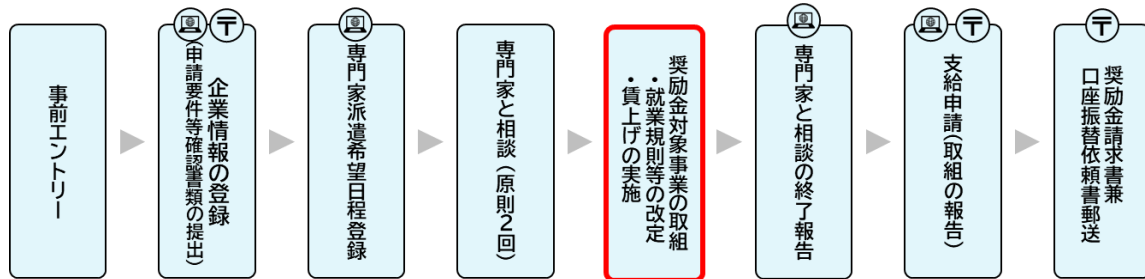 事前エントリー
〒
企業情報の登録
(申請要件等確認書類の提出)
専門家派遣希望日程登録
専門家と相談(原則2回)
奨励金対象事業の取組
・就業規則等の改定
・賃上げの実施
専門家と相談の終了報告
〒
支給申請(取組の報告)
〒
奨励金請求書兼
口座振替依頼書郵送